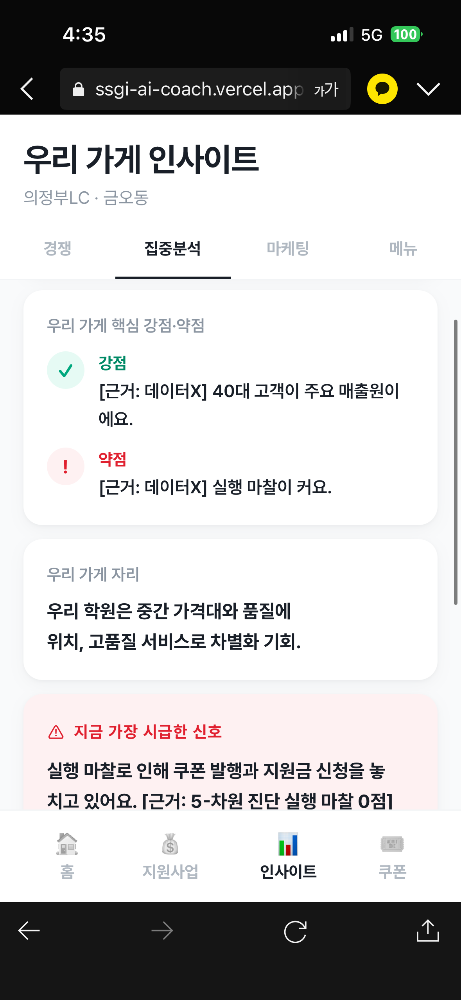 4:35
5G
100
ssgi-ai-coach.vercel.app
가가
우리 가게 인사이트
의정부LC · 금오동
경쟁
집중분석
마케팅
메뉴
우리 가게 핵심 강점·약점
강점
[근거: 데이터X] 40대 고객이 주요 매출원이
에요.
!
약점
[근거: 데이터X] 실행 마찰이 커요.
우리 가게 자리
우리 학원은 중간 가격대와 품질에
위치, 고품질 서비스로 차별화 기회.
지금 가장 시급한 신호
실행 마찰로 인해 쿠폰 발행과 지원금 신청을 놓
치고 있어요. [근거: 5-차원 진단 실행 마찰 0점]
ADMIT
ONE
홈
지원사업
인사이트
쿠폰